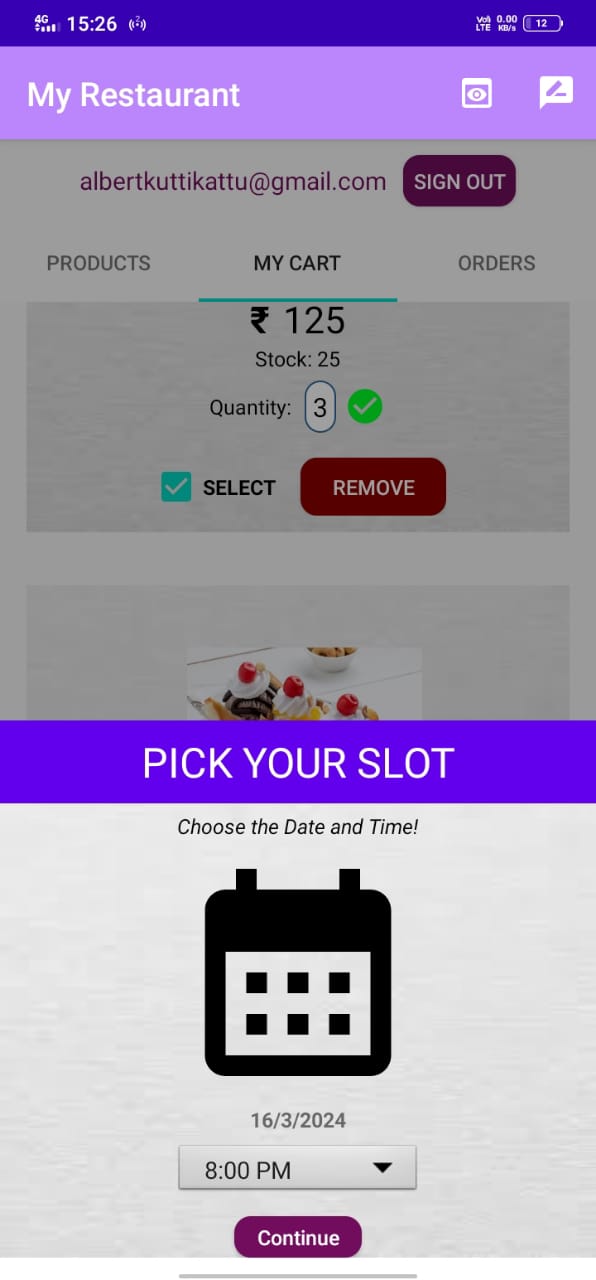 4G 15:26 Vo) LTE 0.00 KB/s 12
My Restaurant
albertkuttikattu@gmail.com SIGN OUT
PRODUCTS MY CART ORDERS
₹ 125
Stock: 25
Quantity: 3
SELECT REMOVE
PICK YOUR SLOT
Choose the Date and Time!
16/3/2024
8:00 PM
Continue